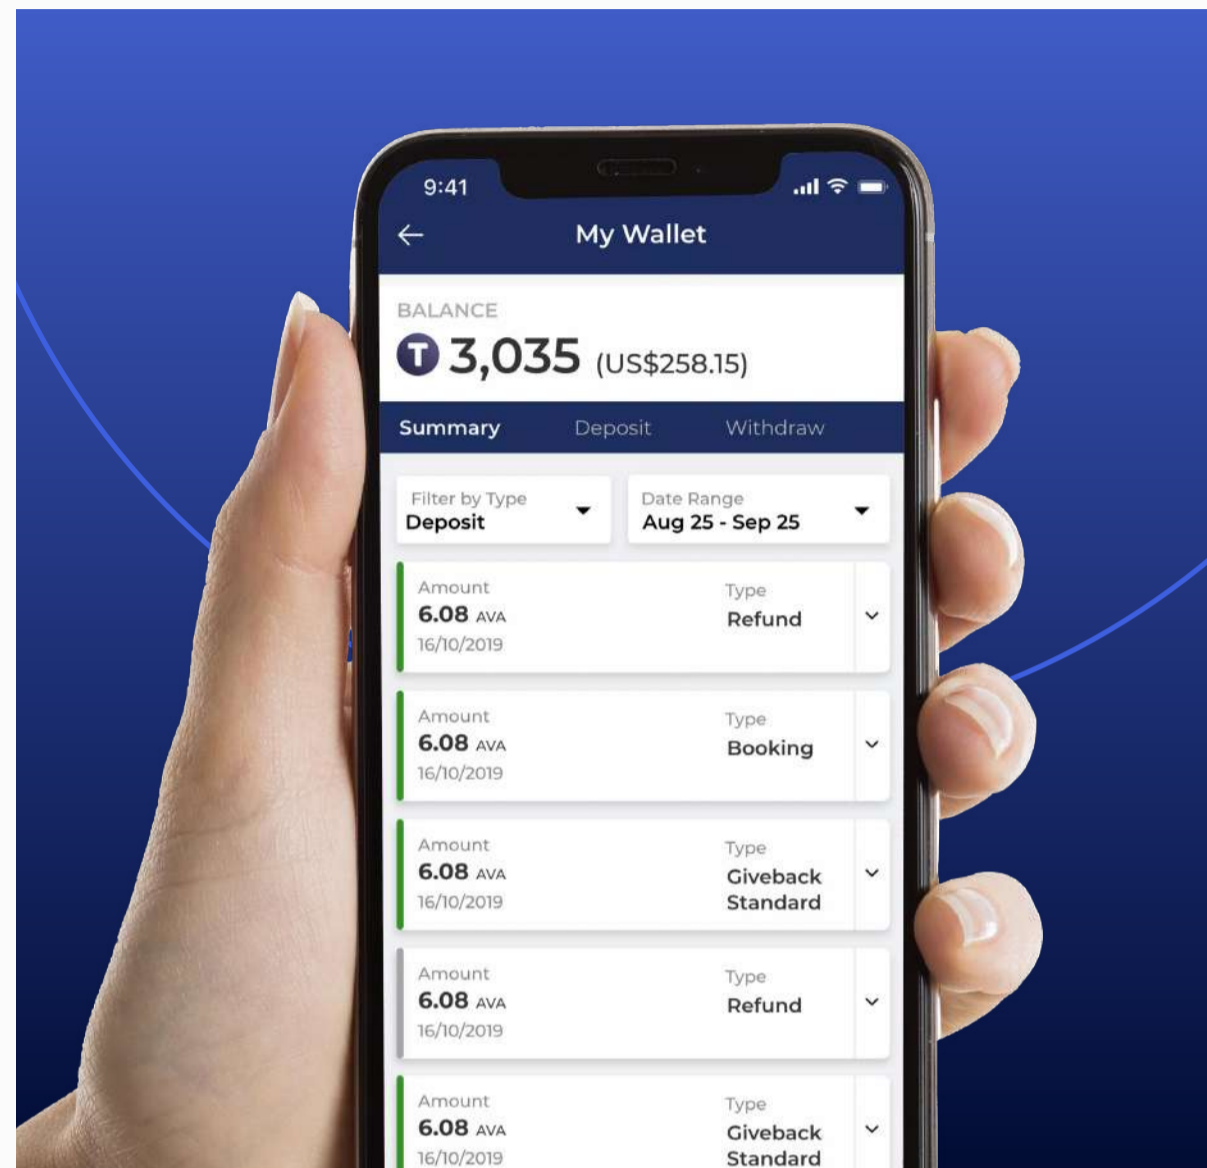 9:41
My Wallet
BALANCE
T 3,035 (US$258.15)
Summary Deposit Withdraw
Filter by Type
Deposit
Date Range
Aug 25 - Sep 25
Amount
6.08 AVA
16/10/2019
Type
Refund
Amount
6.08 AVA
16/10/2019
Type
Booking
Amount
6.08 AVA
16/10/2019
Type
Giveback
Standard
Amount
6.08 AVA
16/10/2019
Type
Refund
Amount
6.08 AVA
16/10/2019
Type
Giveback
Standard